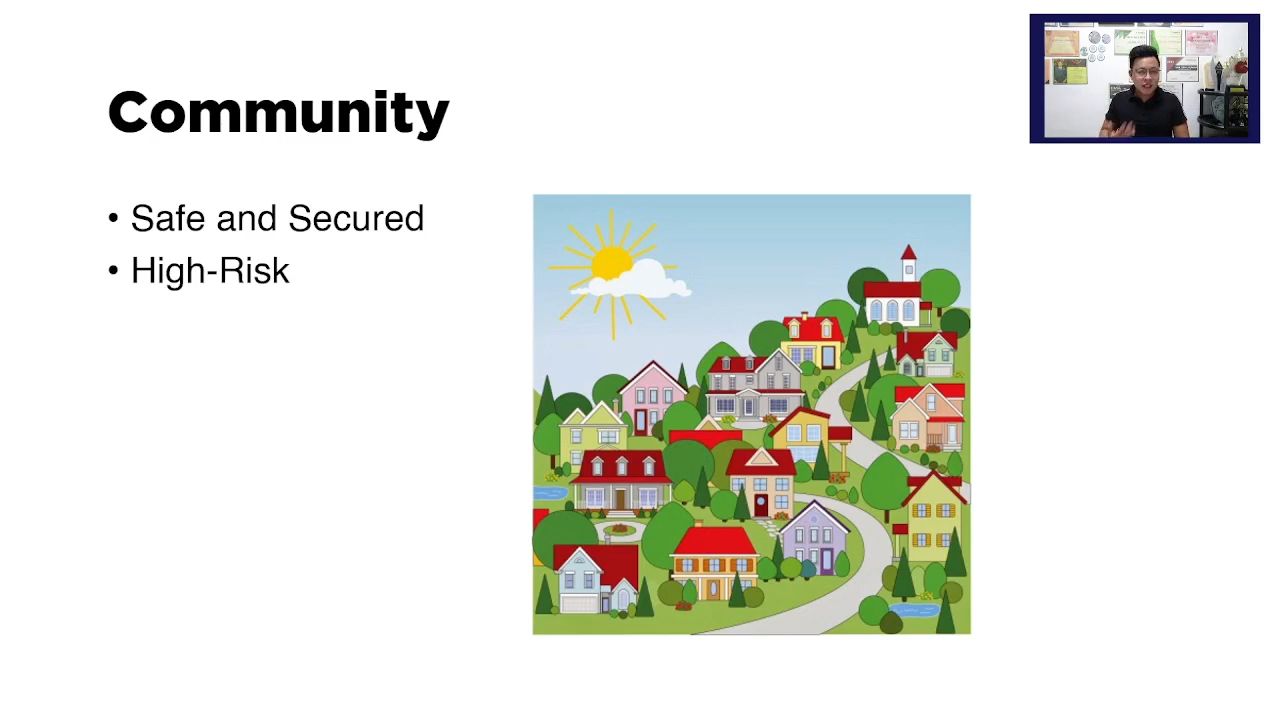 Community
• Safe and Secured
• High-Risk